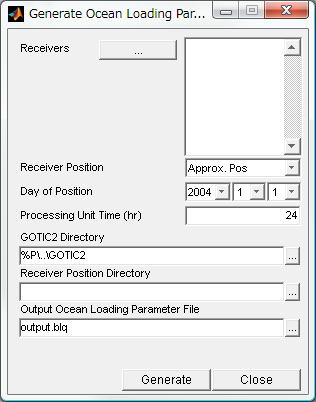 Generate Ocean Loading Par...
Receivers ...
Receiver Position Approx. Pos
Day of Position 2004 1 1
Processing Unit Time (hr) 24
GOTIC2 Directory
%P\..\GOTIC2 ...
Receiver Position Directory
...
Output Ocean Loading Parameter File
output.blq ...
Generate Close